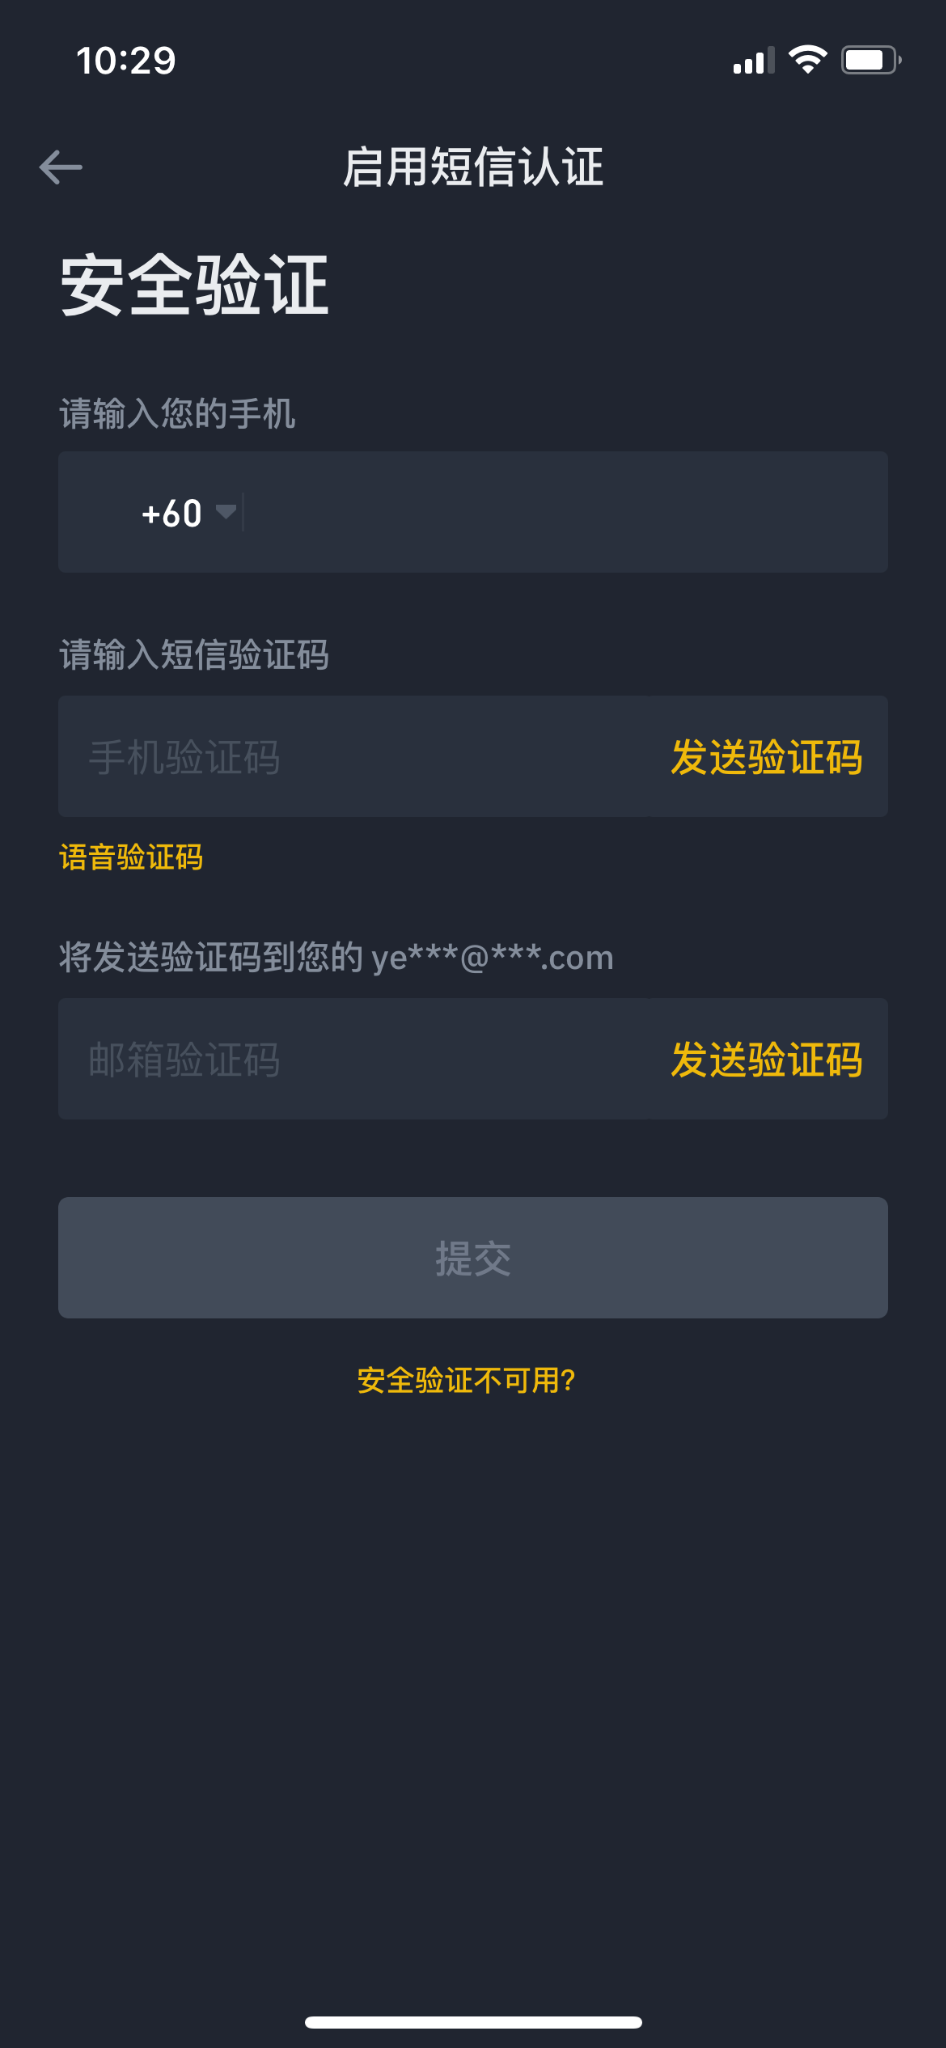 10:29
启用短信认证
安全验证
请输入您的手机
+60
请输入短信验证码
手机验证码 发送验证码
语音验证码
将发送验证码到您的 ye***@***.com
邮箱验证码 发送验证码
提交
安全验证不可用?